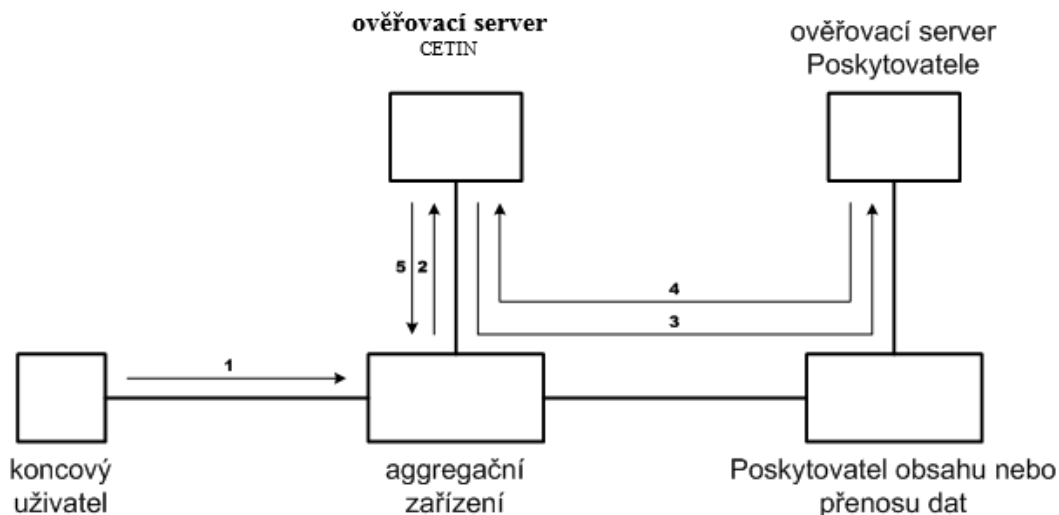 ověřovací server
CETIN
ověřovací server
Poskytovatele
5
2
4
3
1
koncový
uživatel
aggregační
zařízení
Poskytovatel obsahu nebo
přenosu dat